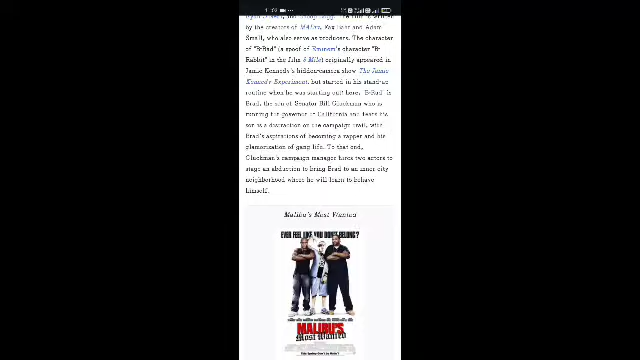 1:02
by the creators of MADtv, Fax Bahr and Adam
Small, who also serve as producers. The character
of "B-Rad" (a spoof of Eminem's character "B-
Rabbit" in the film 8 Mile) originally appeared in
Jamie Kennedy's hidden-camera show The Jamie
Kennedy Experiment, but started in his stand-up
routine when he was starting out. B-Rad is
Brad, the son of Senator Bill Gluckman who is
running for governor of California and fears his
son is a distraction on the campaign trail, with
Brad's aspirations of becoming a rapper and his
glamorization of gang life. To that end,
Gluckman's campaign manager hires two actors to
stage an abduction to bring Brad to an inner city
neighborhood where he will learn to behave
himself.
Malibu's Most Wanted
EVER FEEL LIKE YOU DON'T BELONG?
MALIBU'S
Most Wanted